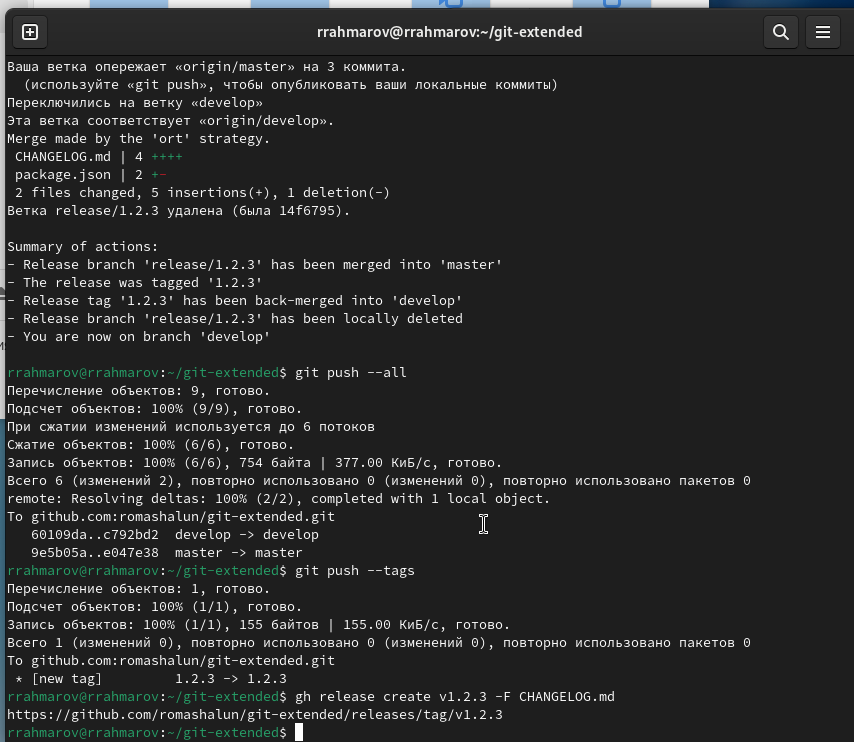 rrahmarov@rrahmarov:~/git-extended
Ваша ветка опережает «origin/master» на 3 коммита.
  (используйте «git push», чтобы опубликовать ваши локальные коммиты)
Переключились на ветку «develop»
Эта ветка соответствует «origin/develop».
Merge made by the 'ort' strategy.
 CHANGELOG.md | 4 ++++
 package.json | 2 +-
 2 files changed, 5 insertions(+), 1 deletion(-)
Ветка release/1.2.3 удалена (была 14f6795).
Summary of actions:
- Release branch 'release/1.2.3' has been merged into 'master'
- The release was tagged '1.2.3'
- Release tag '1.2.3' has been back-merged into 'develop'
- Release branch 'release/1.2.3' has been locally deleted
- You are now on branch 'develop'
rrahmarov@rrahmarov:~/git-extended$ git push --all
Перечисление объектов: 9, готово.
Подсчет объектов: 100% (9/9), готово.
При сжатии изменений используется до 6 потоков
Сжатие объектов: 100% (6/6), готово.
Запись объектов: 100% (6/6), 754 байта | 377.00 КиБ/с, готово.
Всего 6 (изменений 2), повторно использовано 0 (изменений 0), повторно использовано пакетов 0
remote: Resolving deltas: 100% (2/2), completed with 1 local object.
To github.com:romashalun/git-extended.git
   60109da..c792bd2  develop -> develop
   9e5b05a..e047e38  master -> master
rrahmarov@rrahmarov:~/git-extended$ git push --tags
Перечисление объектов: 1, готово.
Подсчет объектов: 100% (1/1), готово.
Запись объектов: 100% (1/1), 155 байтов | 155.00 КиБ/с, готово.
Всего 1 (изменений 0), повторно использовано 0 (изменений 0), повторно использовано пакетов 0
To github.com:romashalun/git-extended.git
 * [new tag]         1.2.3 -> 1.2.3
rrahmarov@rrahmarov:~/git-extended$ gh release create v1.2.3 -F CHANGELOG.md
https://github.com/romashalun/git-extended/releases/tag/v1.2.3
rrahmarov@rrahmarov:~/git-extended$